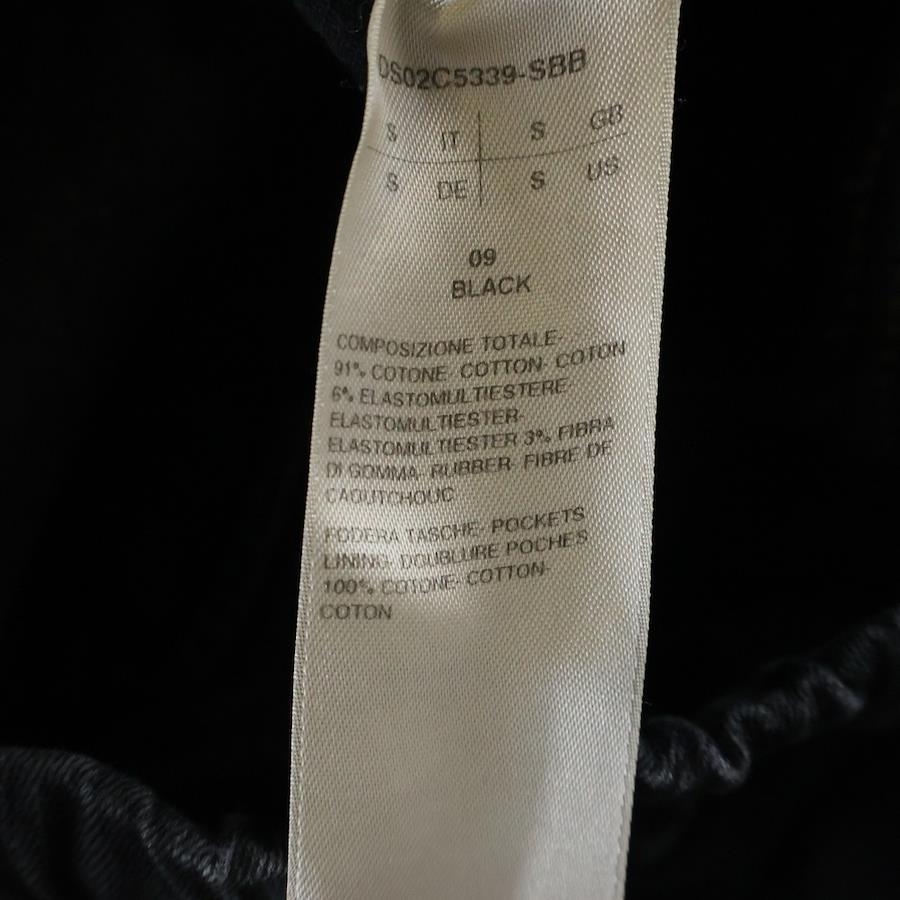 DS02C5339-SBB
S IT S GB
S DE S US
09
BLACK
COMPOSIZIONE TOTALE-
91% COTONE- COTTON- COTON
6% ELASTOMULTIESTERE
ELASTOMULTIESTER-
ELASTOMULTIESTER 3% FIBRA
DI GOMMA- RUBBER- FIBRE DE
CAOUTCHOUC
FODERA TASCHE- POCKETS
LINING- DOUBLURE POCHES
100% COTONE- COTTON-
COTON